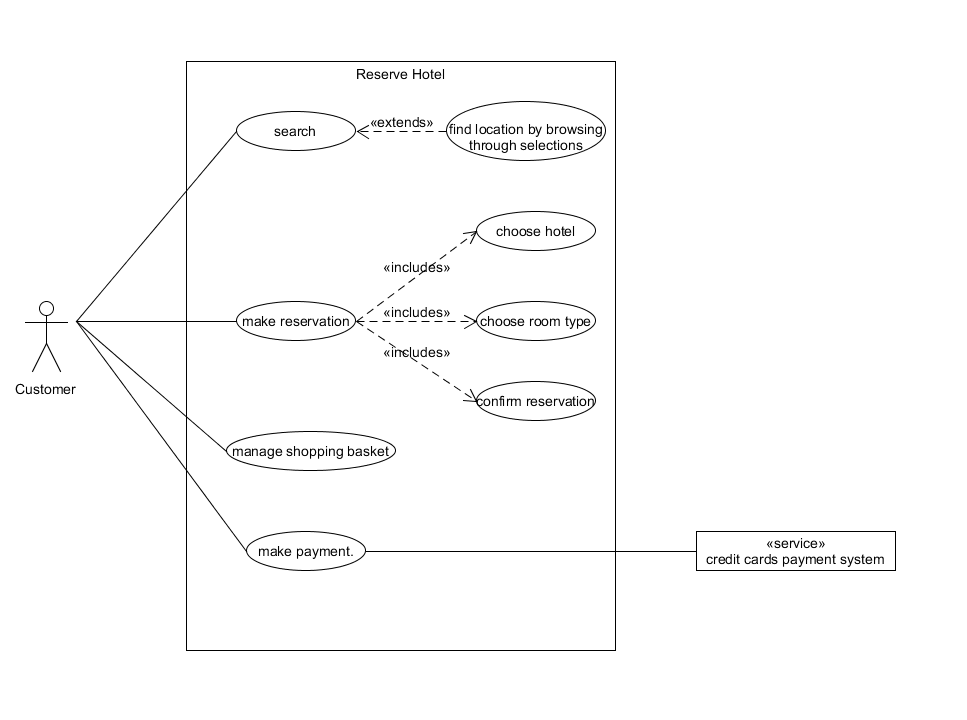 Reserve Hotel
search
«extends»
find location by browsing
through selections
choose hotel
«includes»
make reservation
«includes»
choose room type
«includes»
confirm reservation
Customer
manage shopping basket
make payment.
«service»
credit cards payment system